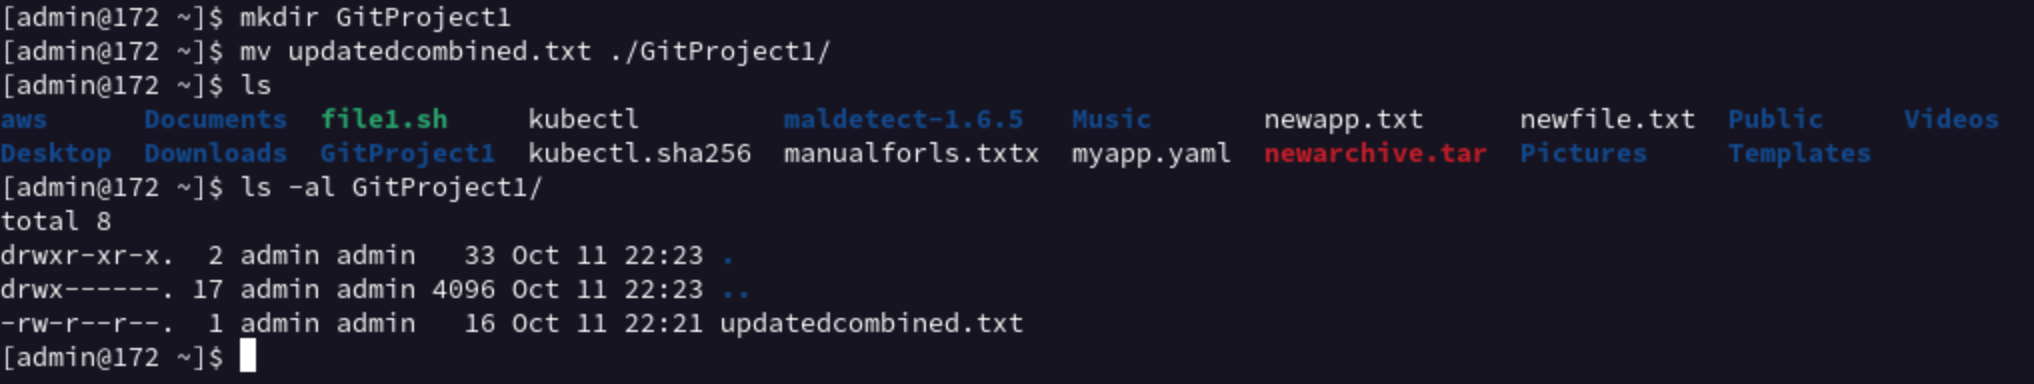 [admin@172 ~]$ mkdir GitProject1
[admin@172 ~]$ mv updatedcombined.txt ./GitProject1/
[admin@172 ~]$ ls
aws      Documents  file1.sh     kubectl         maldetect-1.6.5  Music       newapp.txt      newfile.txt  Public     Videos
Desktop  Downloads  GitProject1  kubectl.sha256  manualforls.txtx  myapp.yaml  newarchive.tar  Pictures     Templates
[admin@172 ~]$ ls -al GitProject1/
total 8
drwxr-xr-x.  2 admin admin   33 Oct 11 22:23 .
drwx------. 17 admin admin 4096 Oct 11 22:23 ..
-rw-r--r--.  1 admin admin   16 Oct 11 22:21 updatedcombined.txt
[admin@172 ~]$